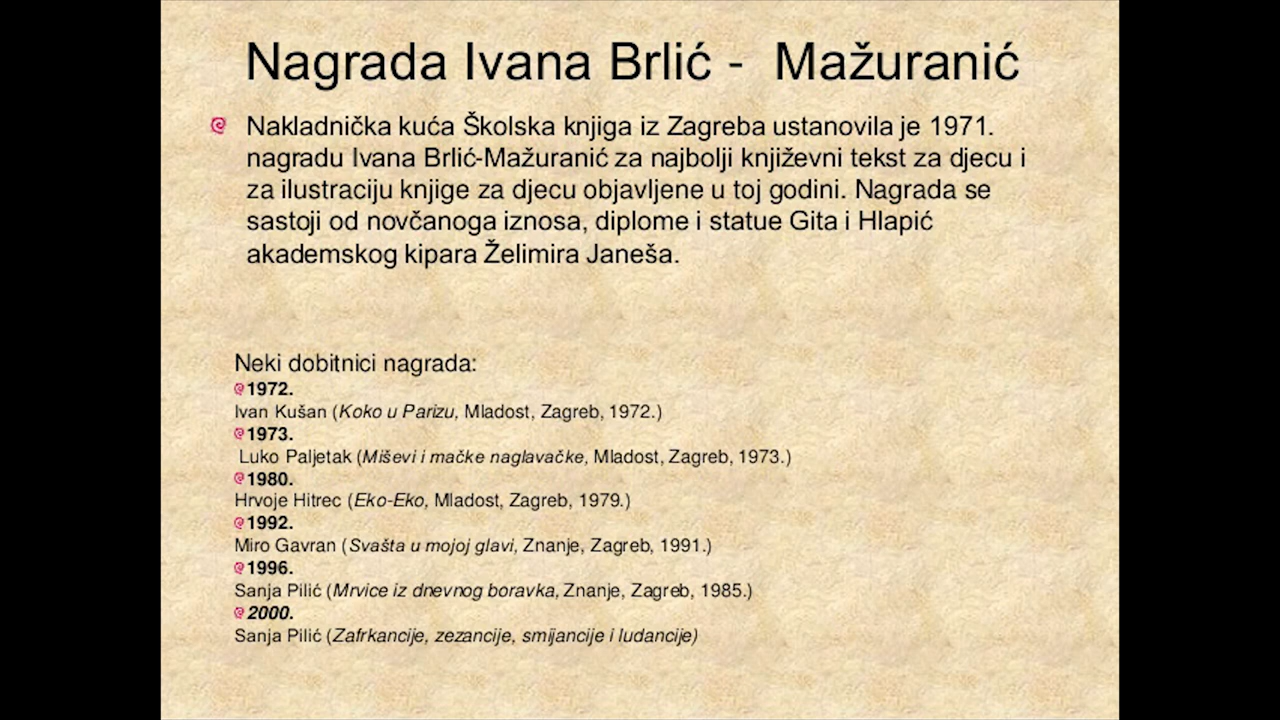 Nagrada Ivana Brlić - Mažuranić
Nakladnička kuća Školska knjiga iz Zagreba ustanovila je 1971.
nagradu Ivana Brlić-Mažuranić za najbolji književni tekst za djecu i
za ilustraciju knjige za djecu objavljene u toj godini. Nagrada se
sastoji od novčanoga iznosa, diplome i statue Gita i Hlapić
akademskog kipara Želimira Janeša.
Neki dobitnici nagrada:
1972.
Ivan Kušan (Koko u Parizu, Mladost, Zagreb, 1972.)
1973.
Luko Paljetak (Miševi i mačke naglavačke, Mladost, Zagreb, 1973.)
1980.
Hrvoje Hitrec (Eko-Eko, Mladost, Zagreb, 1979.)
1992.
Miro Gavran (Svašta u mojoj glavi, Znanje, Zagreb, 1991.)
1996.
Sanja Pilić (Mrvice iz dnevnog boravka, Znanje, Zagreb, 1985.)
2000.
Sanja Pilić (Zafrkancije, zezancije, smijancije i ludancije)